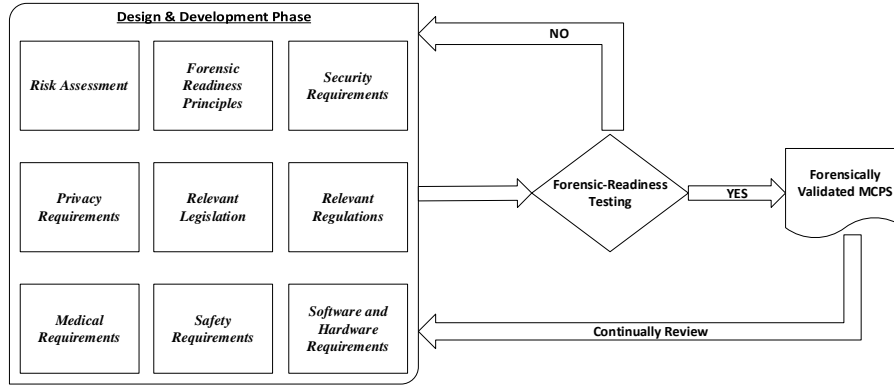 Design & Development Phase
Risk Assessment
Forensic
Readiness
Principles
Security
Requirements
Privacy
Requirements
Relevant
Legislation
Relevant
Regulations
Medical
Requirements
Safety
Requirements
Software and
Hardware
Requirements
NO
Forensic-Readiness
Testing
YES
Forensically
Validated MCPS
Continually Review